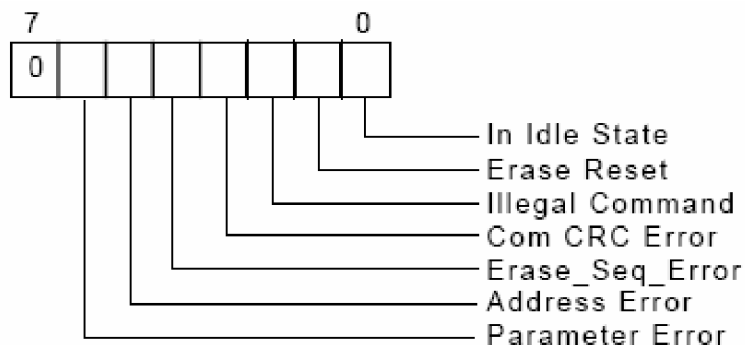 7 0
0
In Idle State
Erase Reset
Illegal Command
Com CRC Error
Erase_Seq_Error
Address Error
Parameter Error